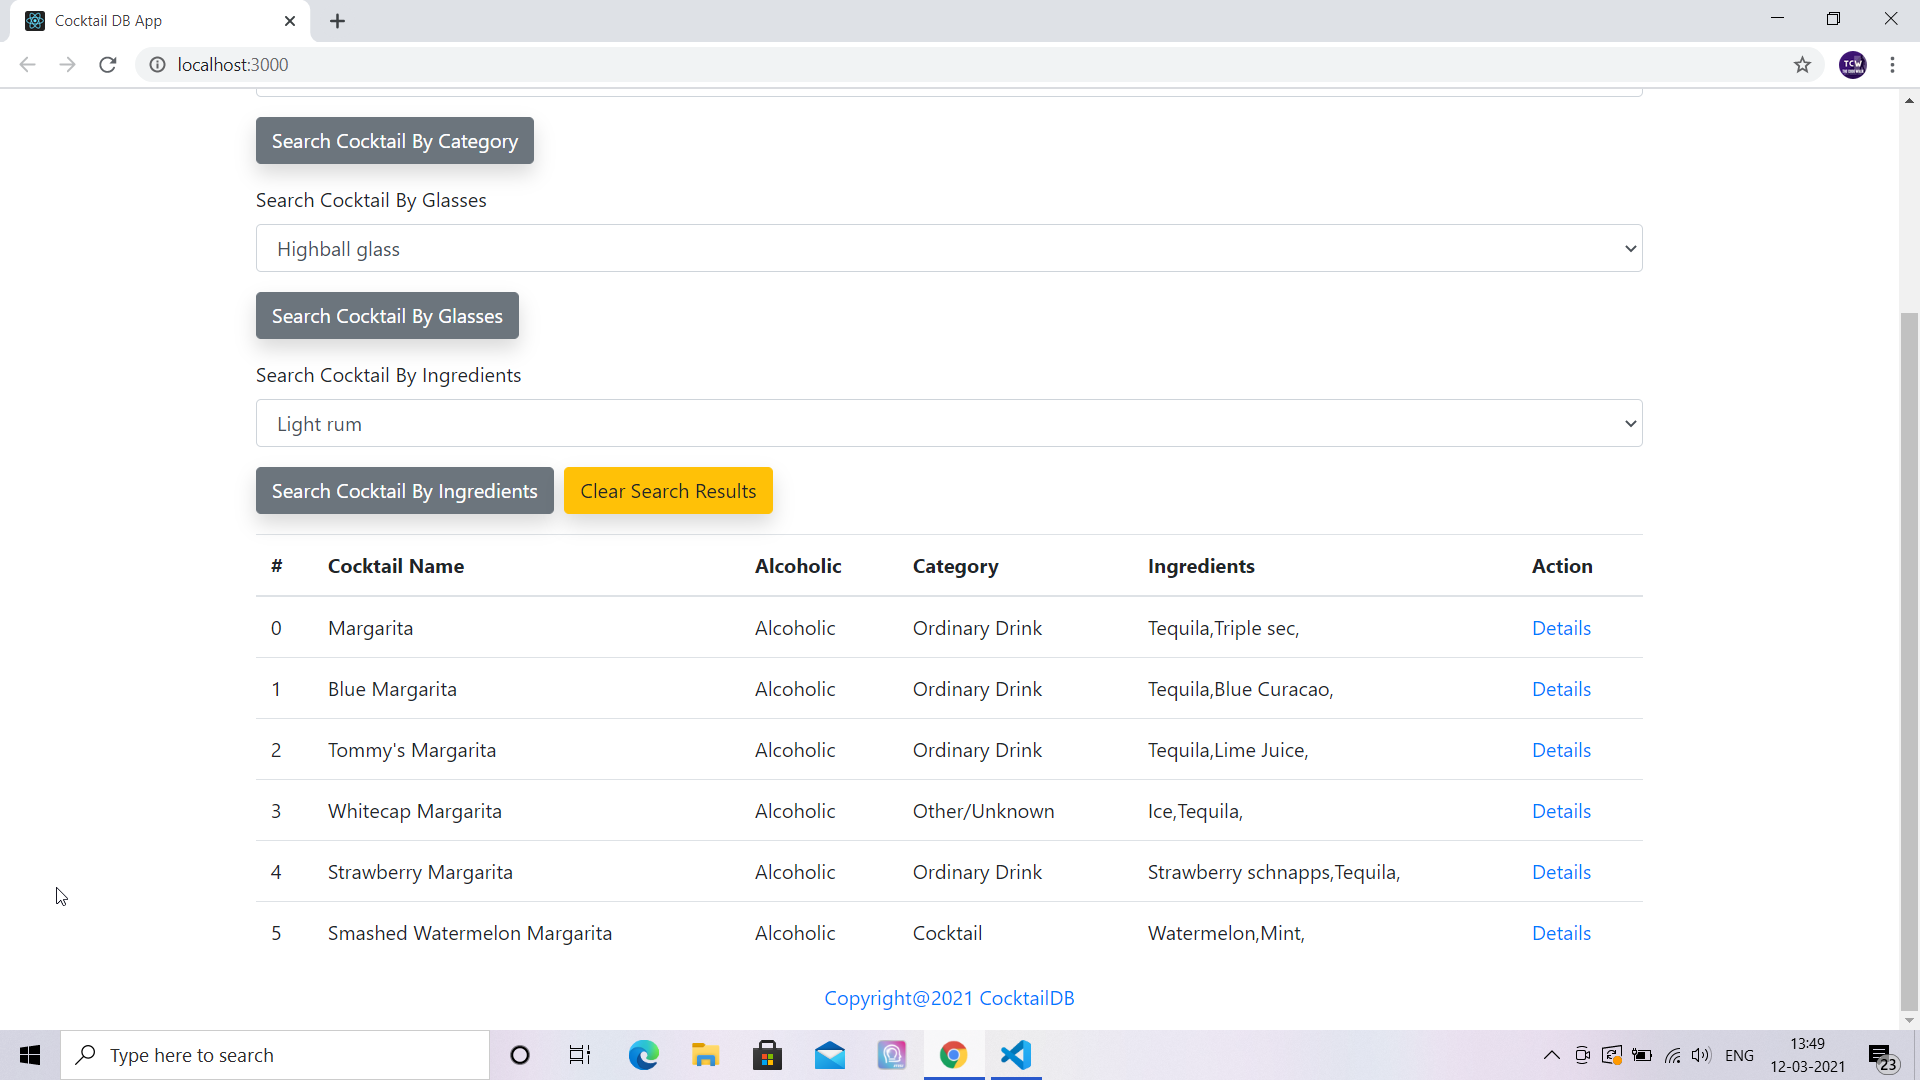 Cocktail DB App
localhost:3000
TCW
Search Cocktail By Category
Search Cocktail By Glasses
Highball glass
Search Cocktail By Glasses
Search Cocktail By Ingredients
Light rum
Search Cocktail By Ingredients Clear Search Results
# Cocktail Name Alcoholic Category Ingredients Action
0 Margarita Alcoholic Ordinary Drink Tequila,Triple sec, Details
1 Blue Margarita Alcoholic Ordinary Drink Tequila,Blue Curacao, Details
2 Tommy's Margarita Alcoholic Ordinary Drink Tequila,Lime Juice, Details
3 Whitecap Margarita Alcoholic Other/Unknown Ice,Tequila, Details
4 Strawberry Margarita Alcoholic Ordinary Drink Strawberry schnapps,Tequila, Details
5 Smashed Watermelon Margarita Alcoholic Cocktail Watermelon,Mint, Details
Copyright@2021 CocktailDB
Type here to search
ENG
13:49
12-03-2021
23